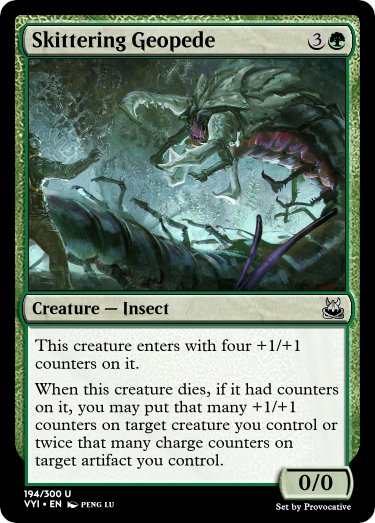 Skittering Geopede 3
Creature — Insect
This creature enters with four +1/+1
counters on it.
When this creature dies, if it had counters
on it, you may put that many +1/+1
counters on target creature you control or
twice that many charge counters on
target artifact you control.
0/0
194/300 U
VYI • EN PENG LU
Set by Provocative